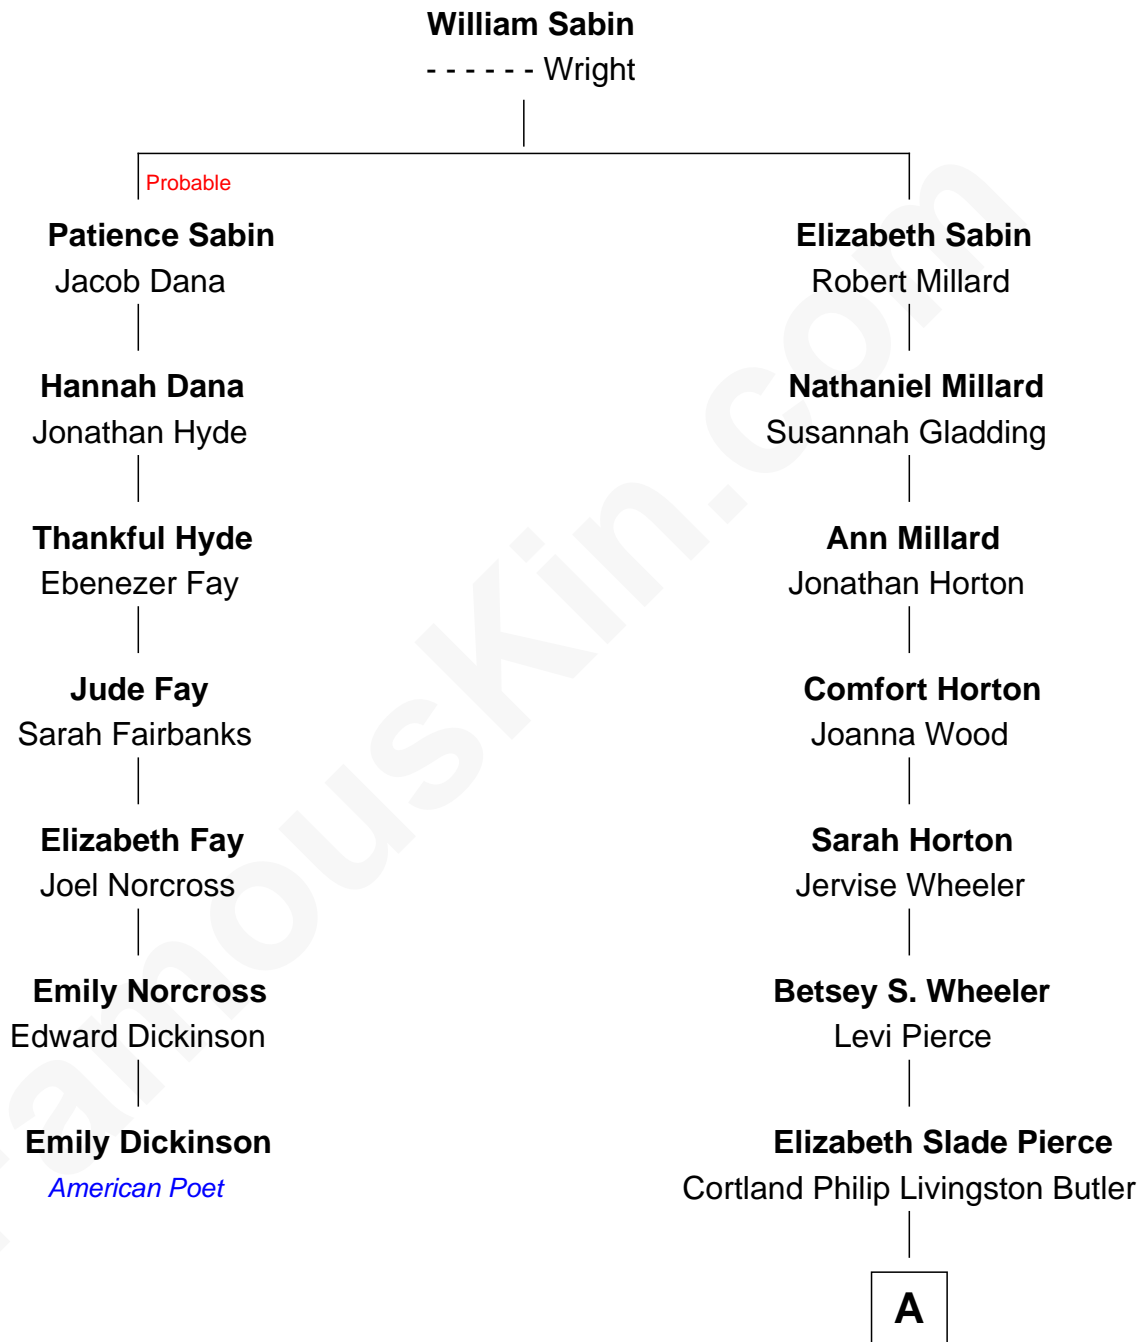 William Sabin
- - - - - - Wright
Probable
Patience Sabin
Jacob Dana
Elizabeth Sabin
Robert Millard
Hannah Dana
Jonathan Hyde
Nathaniel Millard
Susannah Gladding
Thankful Hyde
Ebenezer Fay
Ann Millard
Jonathan Horton
Jude Fay
Sarah Fairbanks
Comfort Horton
Joanna Wood
Elizabeth Fay
Joel Norcross
Sarah Horton
Jervise Wheeler
Emily Norcross
Edward Dickinson
Betsey S. Wheeler
Levi Pierce
Emily Dickinson
American Poet
Elizabeth Slade Pierce
Cortland Philip Livingston Butler
A
FamousKin.com